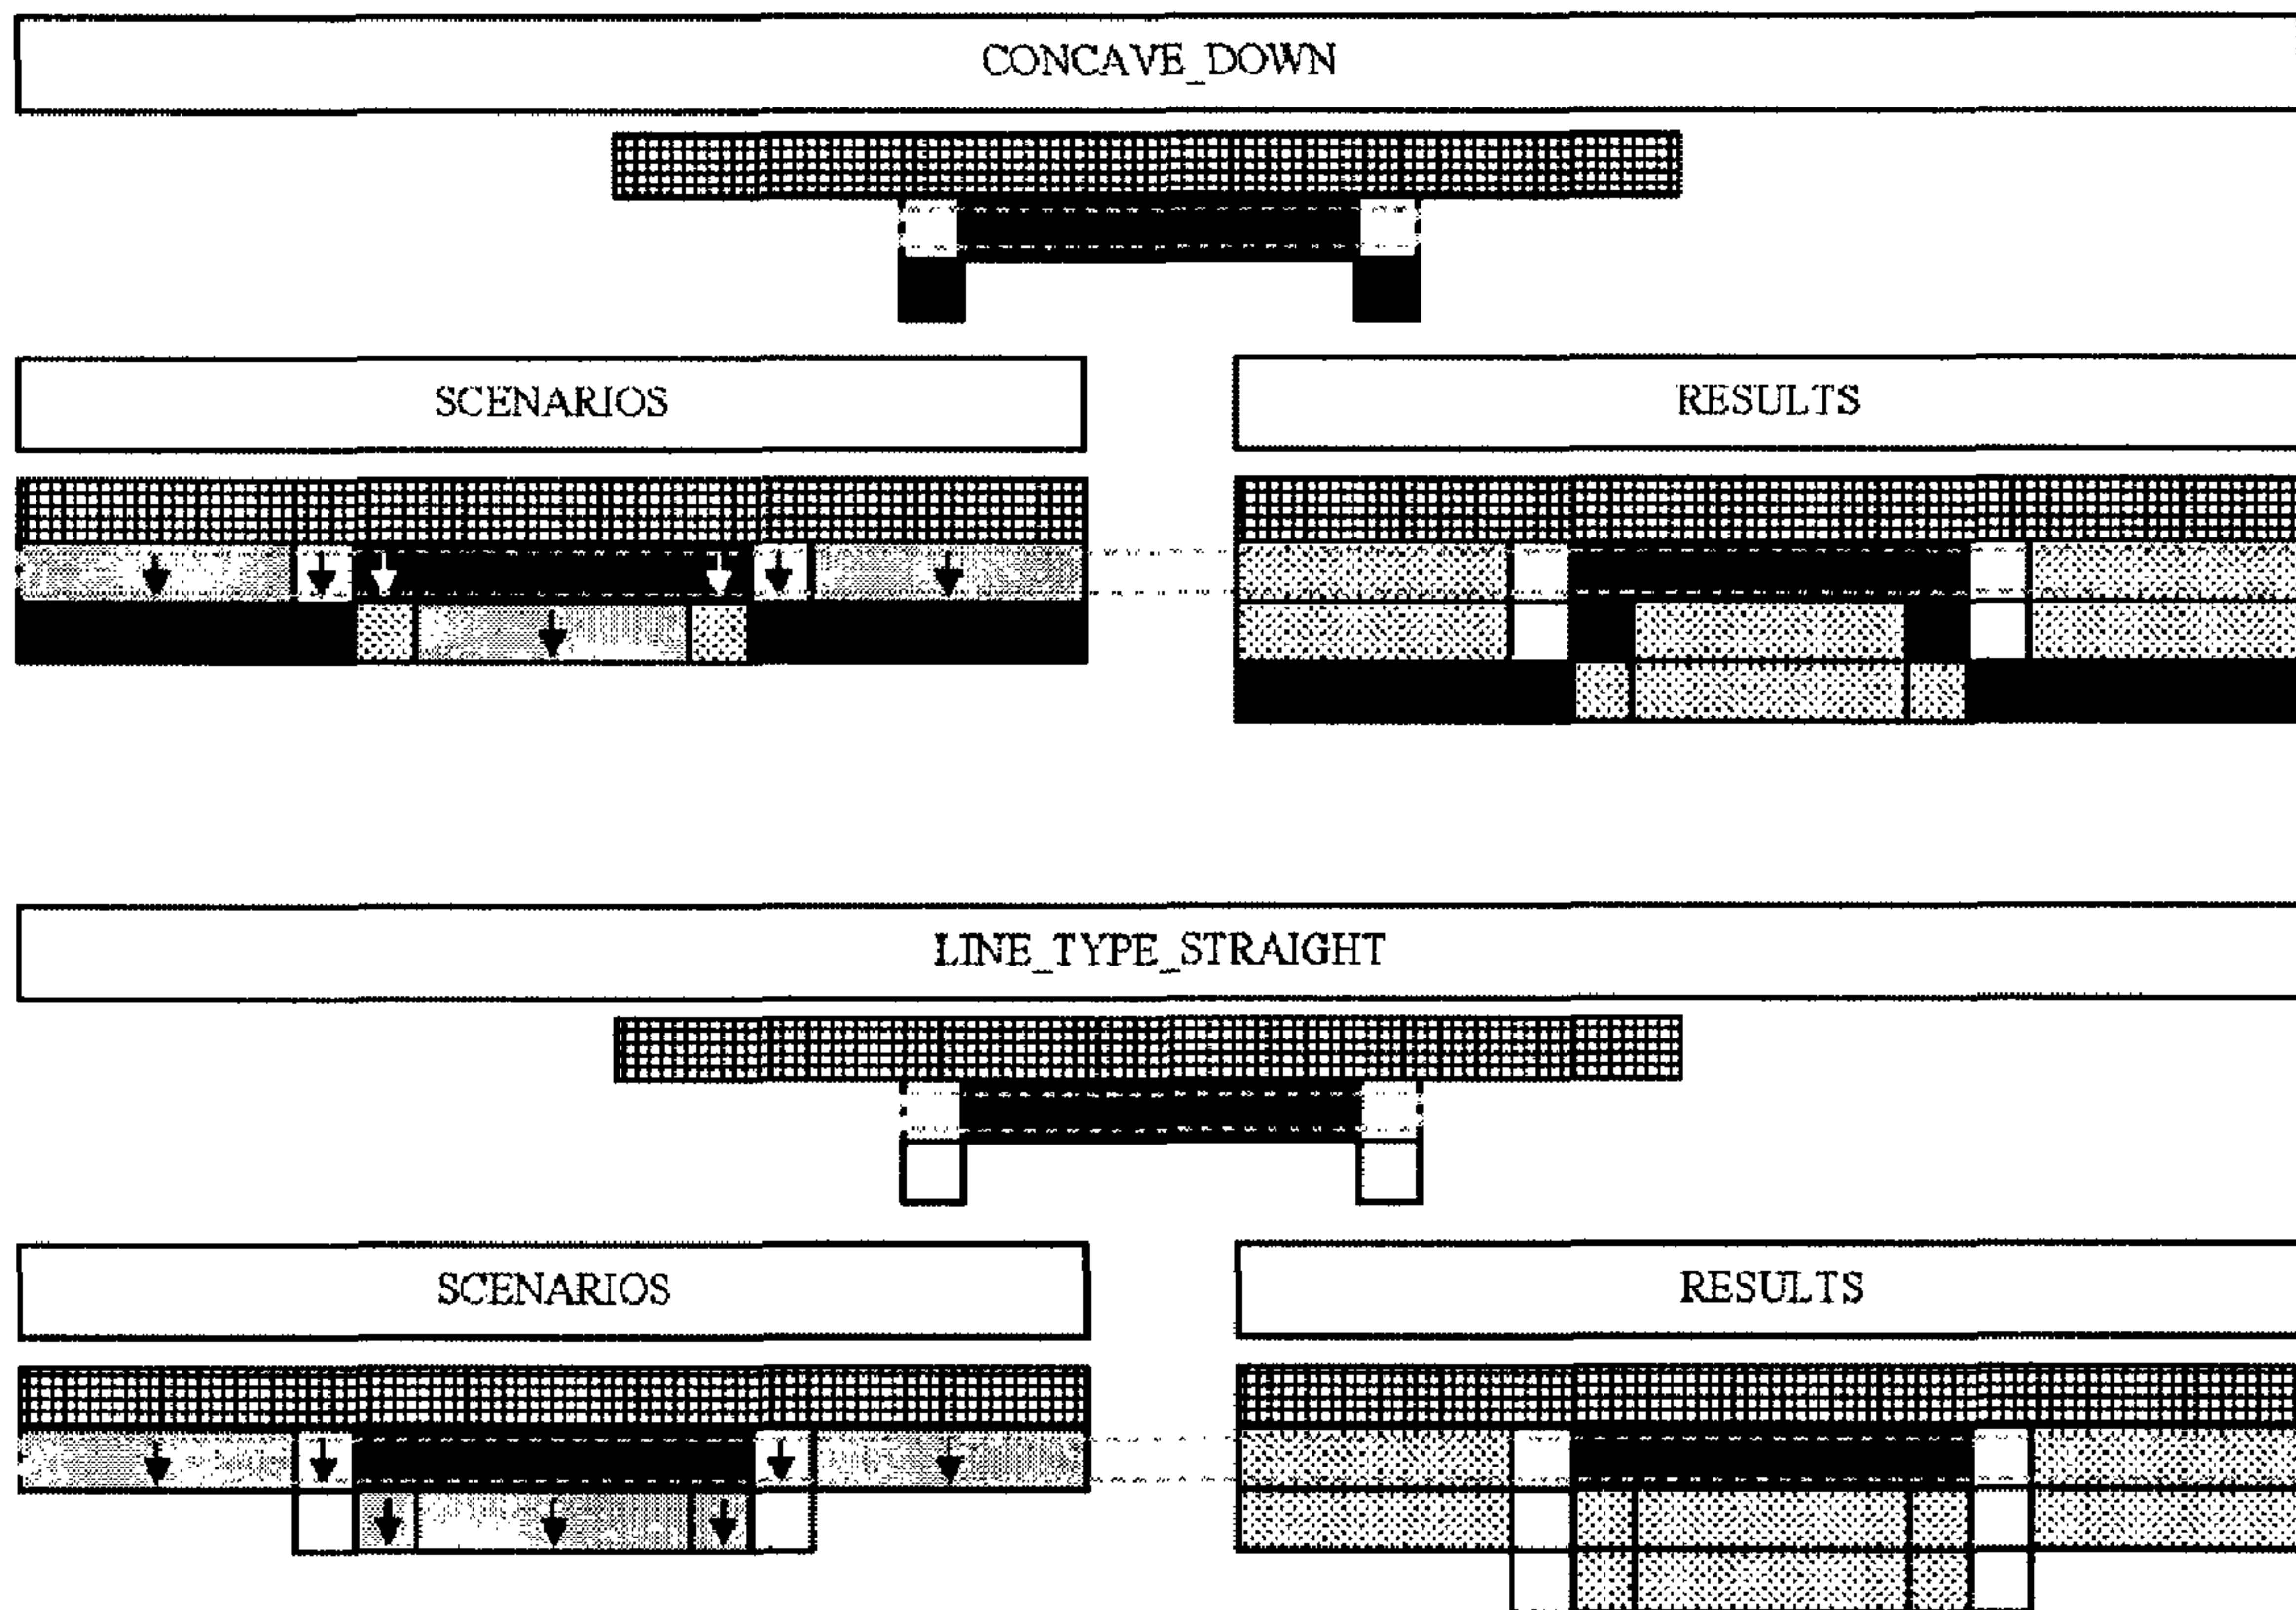 CONCAVE_DOWN
SCENARIOS
RESULTS
LINE_TYPE_STRAIGHT
SCENARIOS
RESULTS